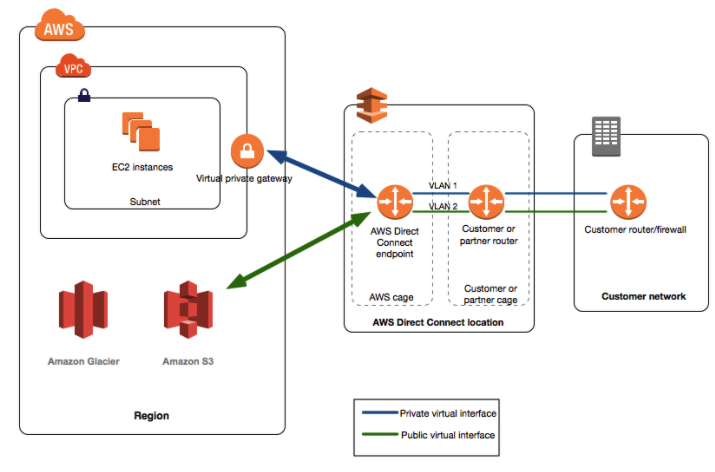 AWS
VPC
EC2 instances
Subnet
Virtual private gateway
Amazon Glacier
Amazon S3
Region
VLAN 1
VLAN 2
AWS Direct
Connect
endpoint
AWS cage
Customer or
partner router
Customer or
partner cage
AWS Direct Connect location
Customer router/firewall
Customer network
Private virtual interface
Public virtual interface